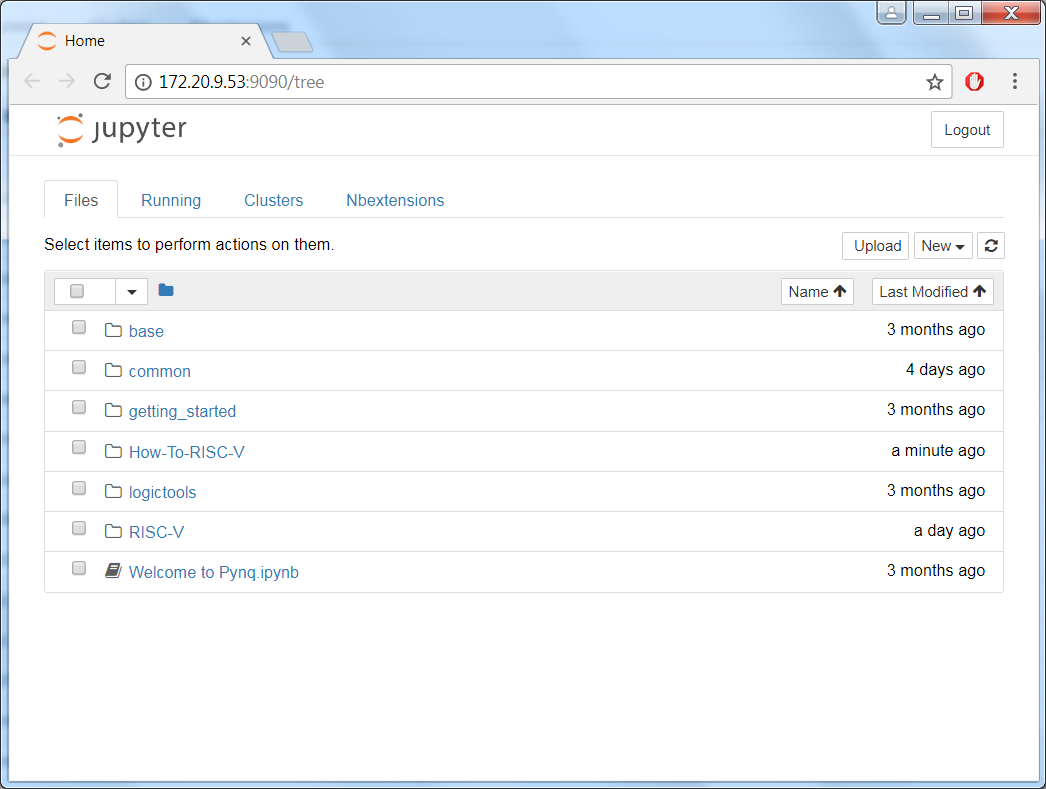 Home
172.20.9.53:9090/tree
jupyter
Logout
Files Running Clusters Nbextensions
Select items to perform actions on them.
Upload New
Name Last Modified
base 3 months ago
common 4 days ago
getting_started 3 months ago
How-To-RISC-V a minute ago
logictools 3 months ago
RISC-V a day ago
Welcome to Pynq.ipynb 3 months ago